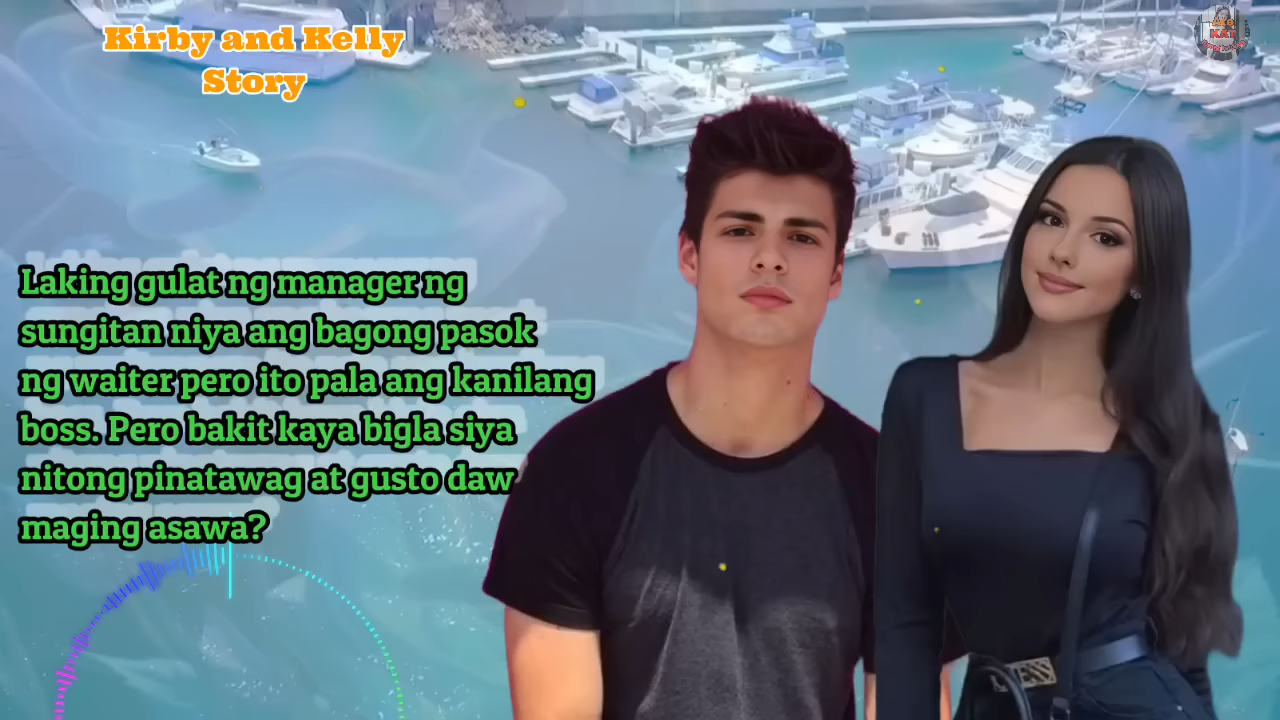 Kirby and Kelly
Story
KAT
Laking gulat ng manager ng
sungitan niya ang bagong pasok
ng waiter pero ito pala ang kanilang
boss. Pero bakit kaya bigla siya
nitong pinatawag at gusto daw
maging asawa?